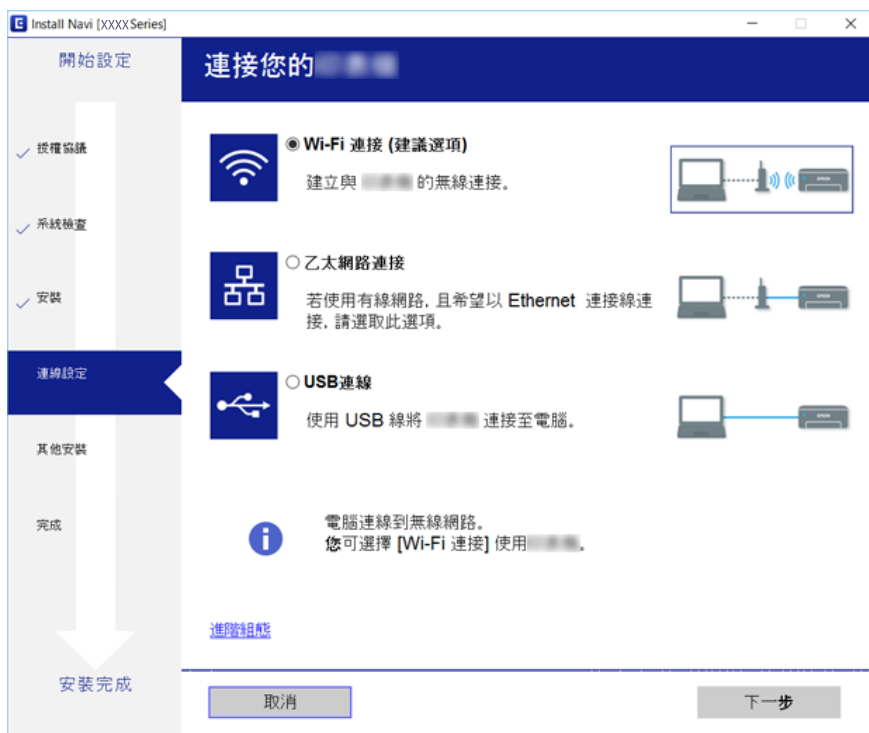 Install Navi [XXXX Series]
開始設定
授權協議
系統檢查
安裝
連線設定
其他安裝
完成
安裝完成
連接您的
Wi-Fi 連接 (建議選項)
建立與 的無線連接。
乙太網路連接
若使用有線網路, 且希望以 Ethernet 連接線連
接, 請選取此選項。
USB連線
使用 USB 線將 連接至電腦。
電腦連線到無線網路。
您可選擇 [Wi-Fi 連接] 使用 。
進階組態
取消
下一步